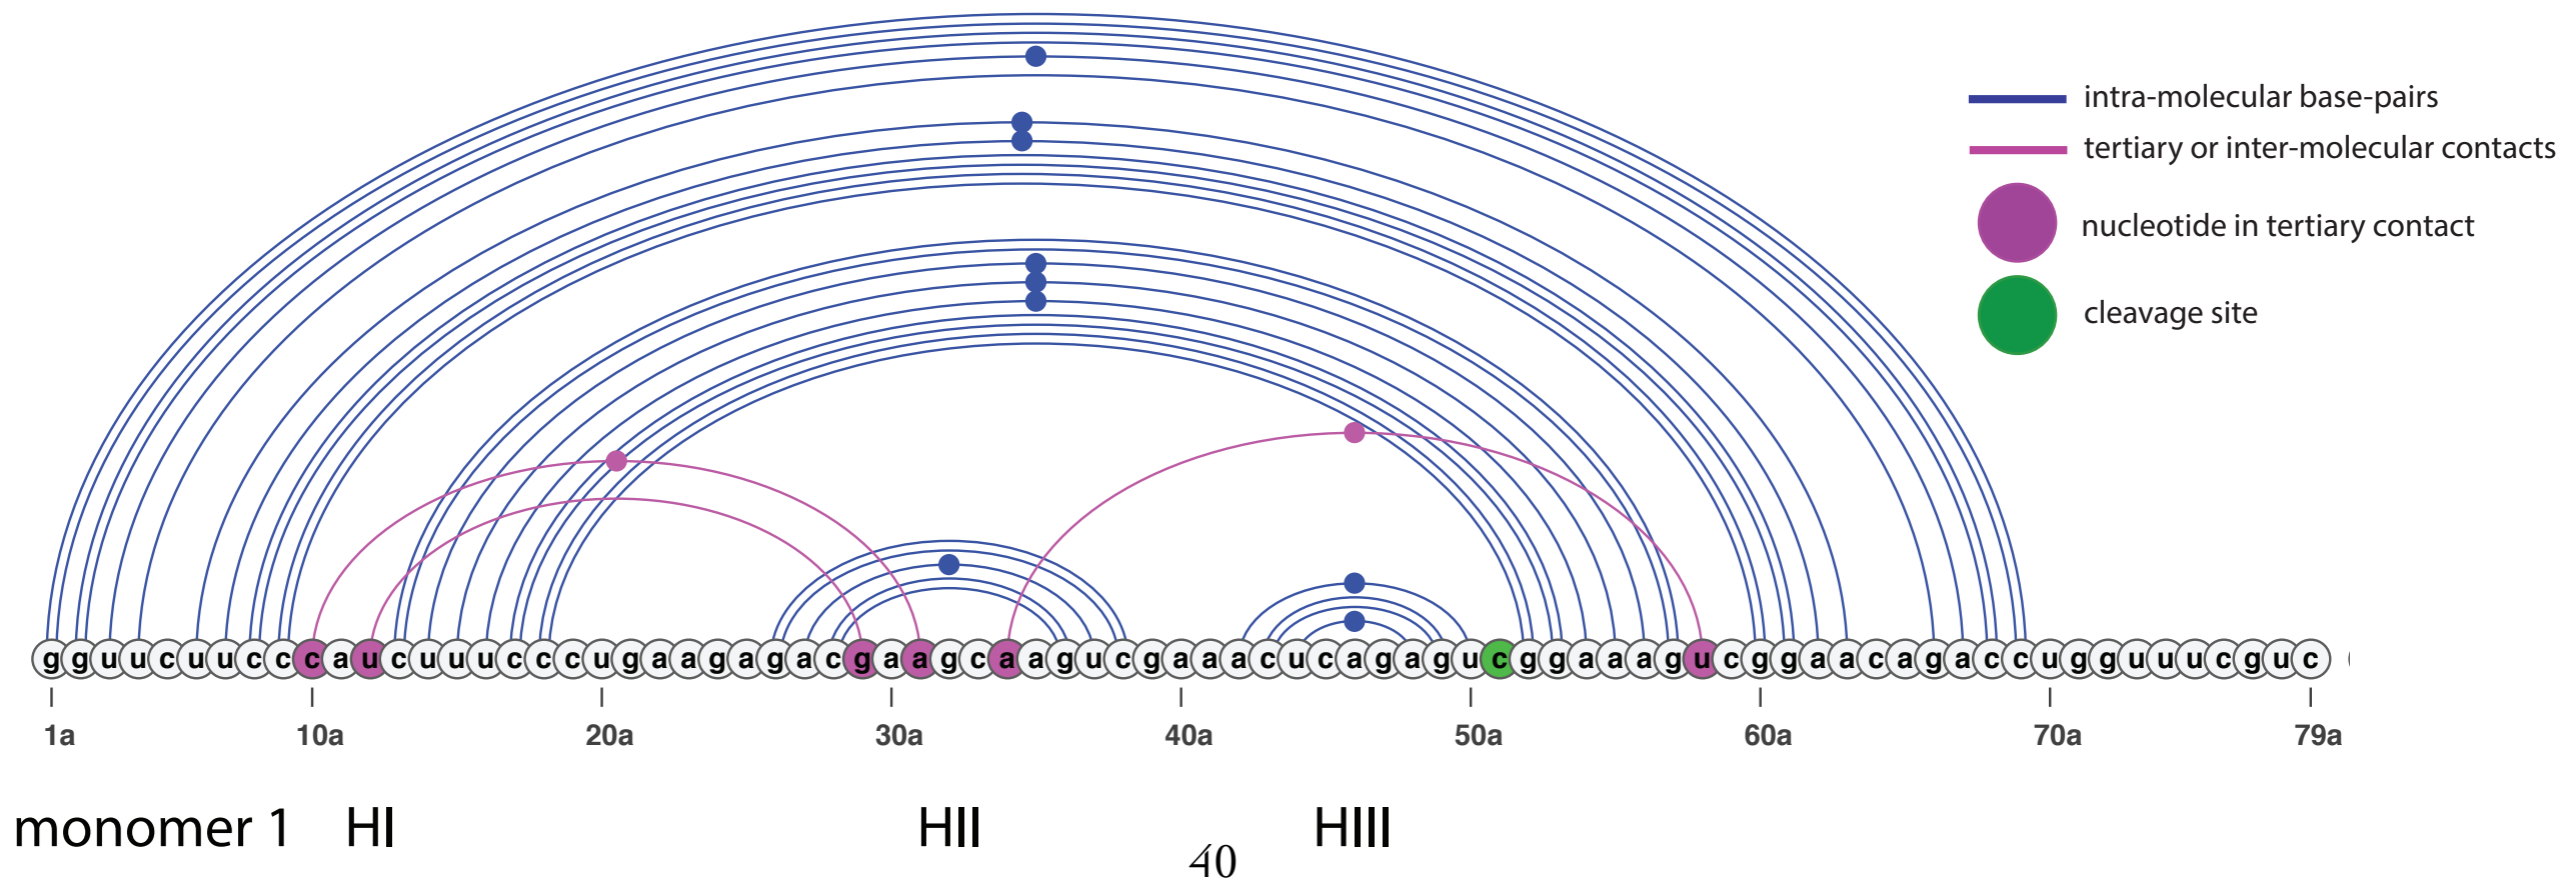 intra-molecular base-pairs
tertiary or inter-molecular contacts
nucleotide in tertiary contact
cleavage site
gguucuucccaucuuucccugaagagacgaagcaagucgaaacucagagucggaaagucggaacagaccugguuucguc
1a 10a 20a 30a 40a 50a 60a 70a 79a
monomer 1 HI HII HIII
40